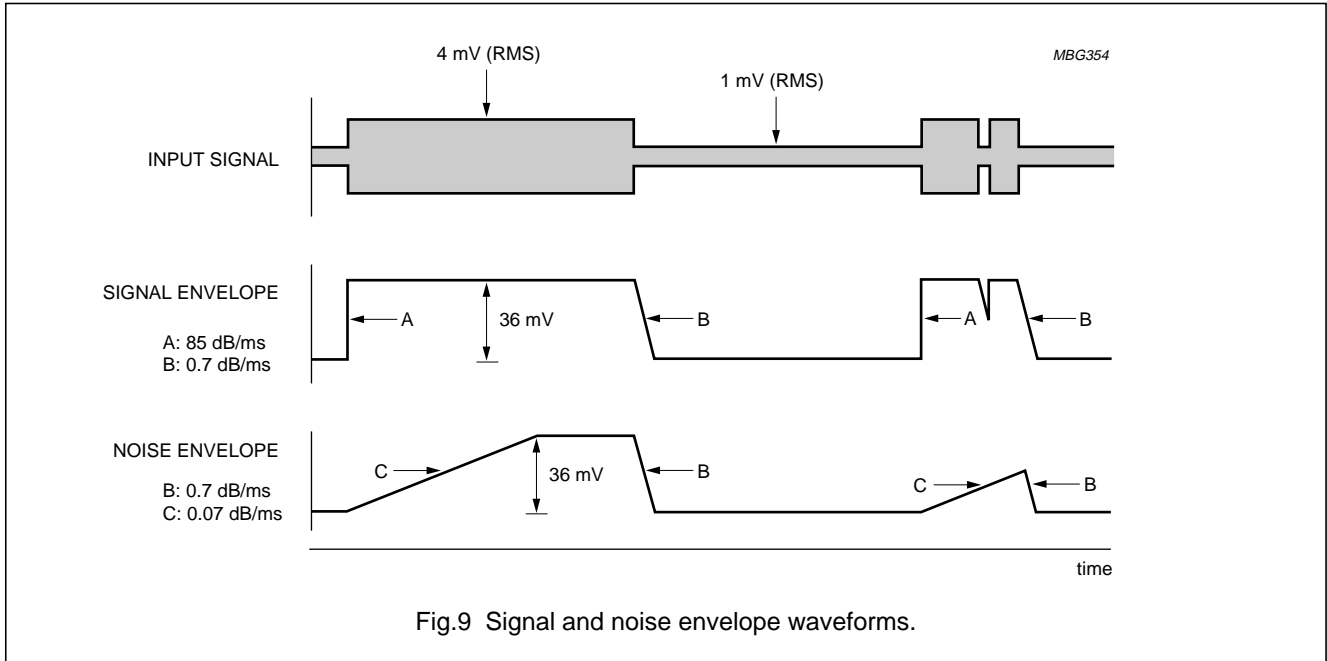 4 mV (RMS)
MBG354
1 mV (RMS)
INPUT SIGNAL
SIGNAL ENVELOPE
A
36 mV
B
A
B
A: 85 dB/ms
B: 0.7 dB/ms
NOISE ENVELOPE
C
36 mV
B
C
B
B: 0.7 dB/ms
C: 0.07 dB/ms
time
Fig.9 Signal and noise envelope waveforms.